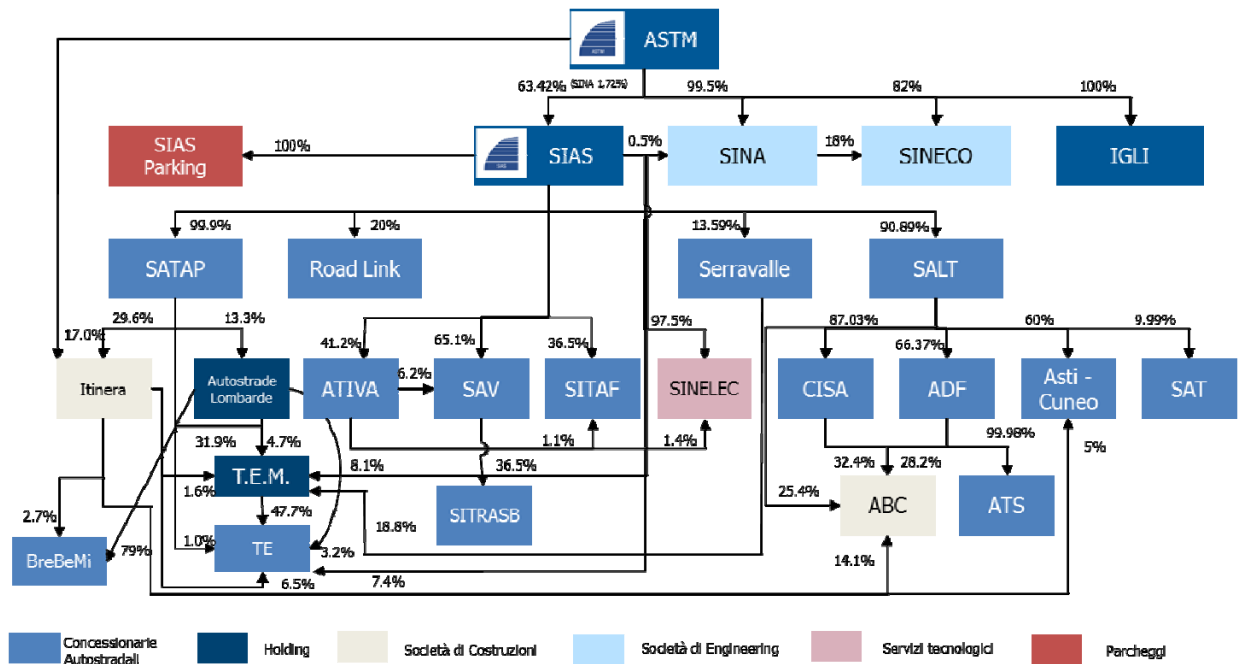 ASTM
ASTM
63.42% (SINA 1,725%)
99.5%
82%
100%
SIAS
Parking
100%
SIAS
SIAS
0.5%
SINA
18%
SINECO
IGLI
99.9%
20%
13.59%
90.89%
SATAP
Road Link
Serravalle
SALT
17.0%
29.6%
13.3%
41.2%
65.1%
36.5%
97.5%
87.03%
66.37%
60%
9.99%
Itinera
Autostrade
Lombarde
ATIVA
6.2%
SAV
SITAF
SINELEC
CISA
ADF
Asti -
Cuneo
SAT
31.9%
4.7%
1.1%
1.4%
99.98%
5%
8.1%
36.5%
32.4%
28.2%
T.E.M.
1.6%
47.7%
18.8%
SITRASB
25.4%
ABC
ATS
2.7%
BreBeMi
79%
1.0%
TE
3.2%
6.5%
7.4%
14.1%
Concessionarie
Autostradali
Holding
Società di Costruzioni
Società di Engineering
Servizi tecnologici
Parcheggi